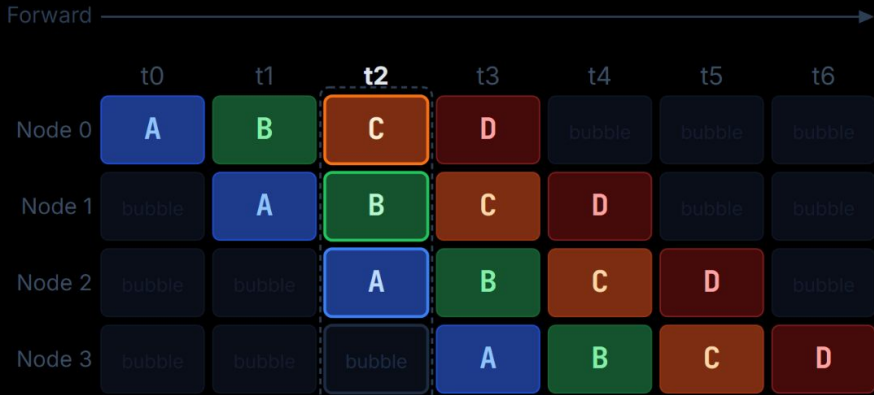 Forward
t0 t1 t2 t3 t4 t5 t6
Node 0 A B C D bubble bubble bubble
Node 1 bubble A B C D bubble bubble
Node 2 bubble bubble A B C D bubble
Node 3 bubble bubble bubble A B C D